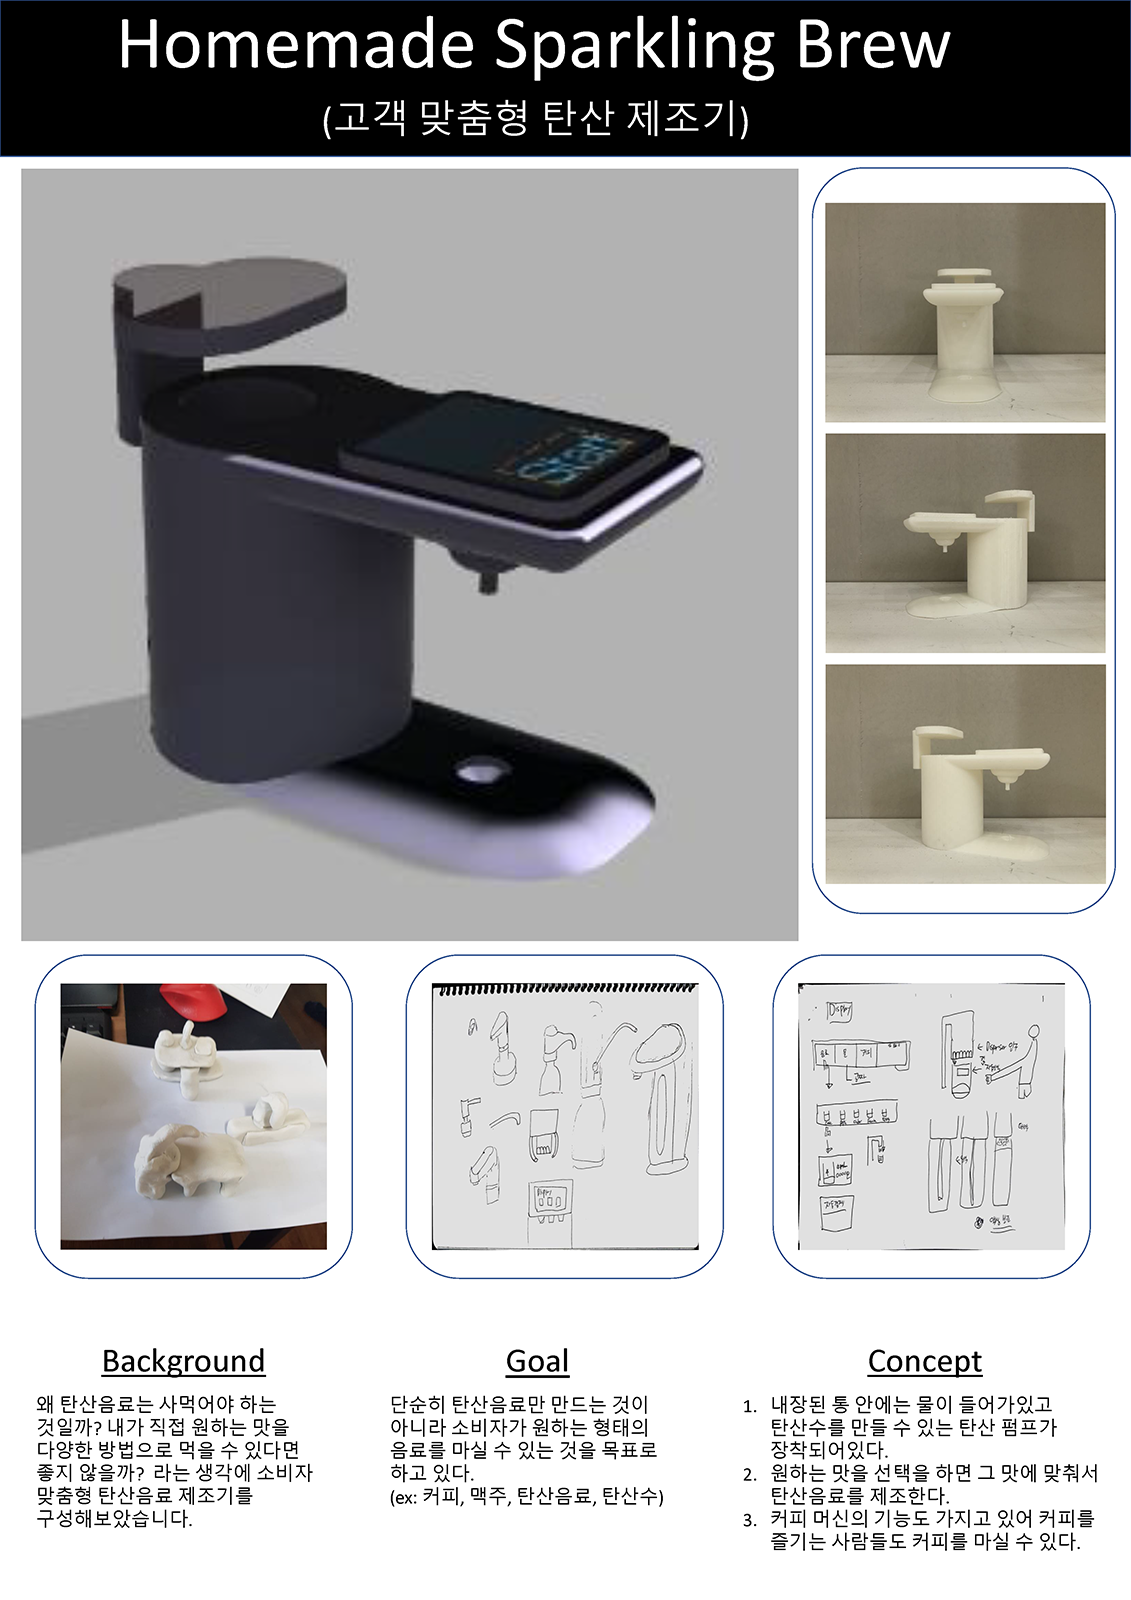 Homemade Sparkling Brew
(고객 맞춤형 탄산 제조기)
Start
Display
Display
Background
왜 탄산음료는 사먹어야 하는
것일까? 내가 직접 원하는 맛을
다양한 방법으로 먹을 수 있다면
좋지 않을까? 라는 생각에 소비자
맞춤형 탄산음료 제조기를
구성해보았습니다.
Goal
단순히 탄산음료만 만드는 것이
아니라 소비자가 원하는 형태의
음료를 마실 수 있는 것을 목표로
하고 있다.
(ex: 커피, 맥주, 탄산음료, 탄산수)
Concept
1. 내장된 통 안에는 물이 들어가있고
탄산수를 만들 수 있는 탄산 펌프가
장착되어있다.
2. 원하는 맛을 선택을 하면 그 맛에 맞춰서
탄산음료를 제조한다.
3. 커피 머신의 기능도 가지고 있어 커피를
즐기는 사람들도 커피를 마실 수 있다.